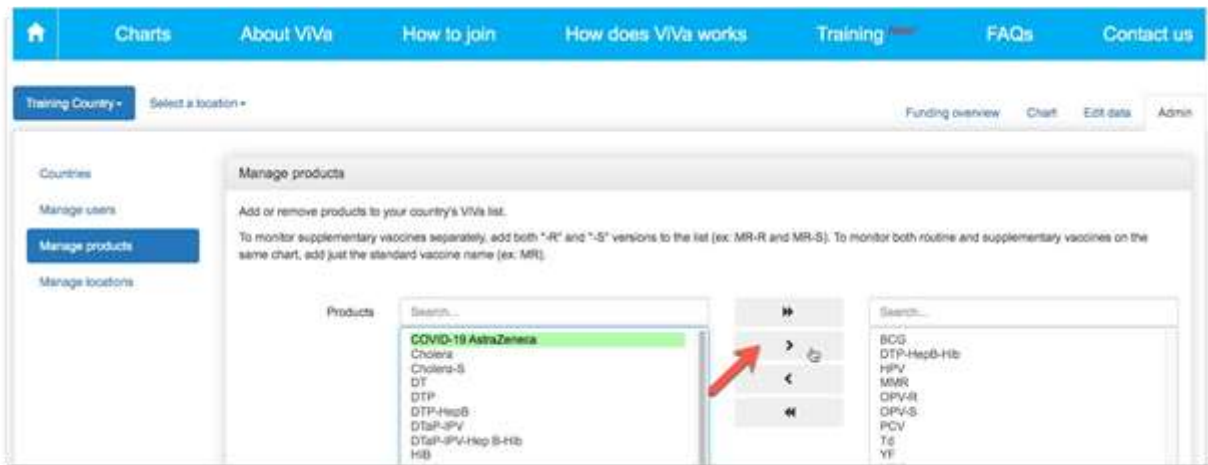 Charts About ViVa How to join How does ViVa works Training FAQs Contact us
Training Country Select a location
Funding overview Chart Edit data Admin
Countries
Manage users
Manage products
Manage locations
Manage products
Add or remove products to your country's ViVa list.
To monitor supplementary vaccines separately, add both "-R" and "-S" versions to the list (ex: MR-R and MR-S). To monitor both routine and supplementary vaccines on the
same chart, add just the standard vaccine name (ex: MR).
Products
Search...
COVID-19 AstraZeneca
Cholera
Cholera-S
DT
DTP
DTP-HepB
DTaP-IPV
DTaP-IPV-Hep B-Hib
HIB
Search...
BCG
DTP-HepB-Hib
HPV
MMR
OPV-R
OPV-S
PCV
Td
YF